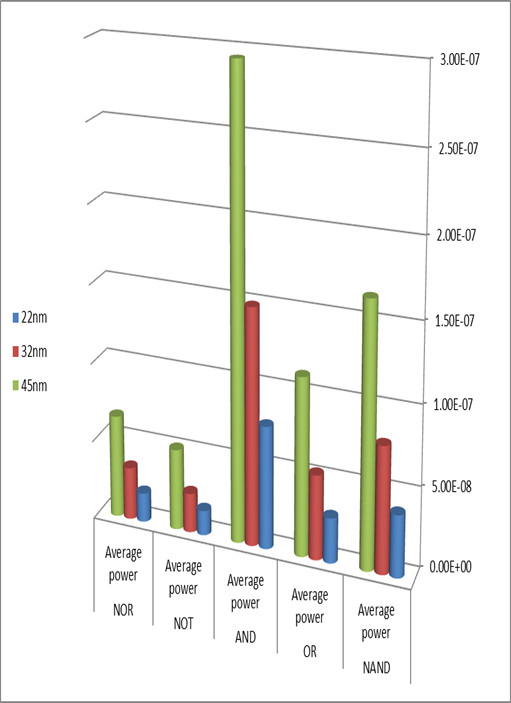 3.00E-07
2.50E-07
2.00E-07
1.50E-07
1.00E-07
5.00E-08
0.00E+00
22nm
32nm
45nm
Average
power
NOR
Average
power
NOT
Average
power
AND
Average
power
OR
Average
power
NAND